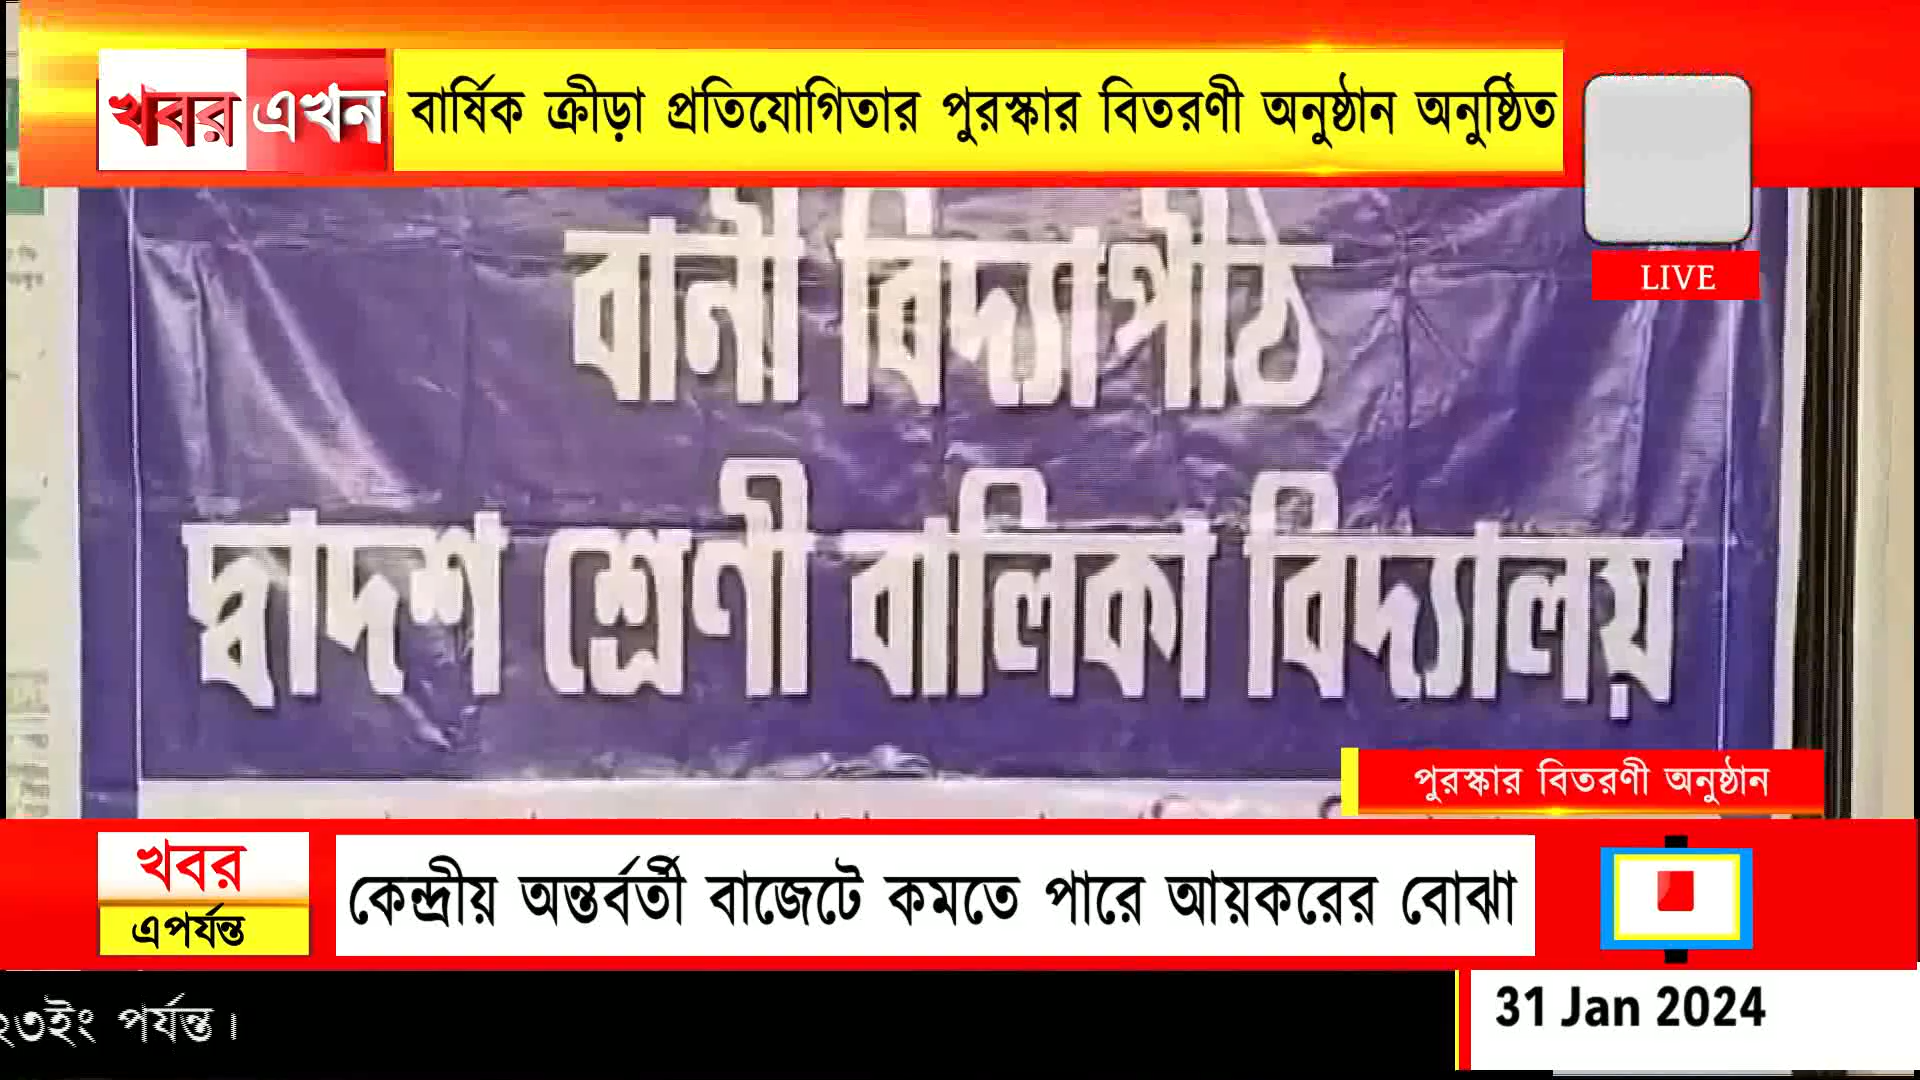 খবর এখন
বার্ষিক ক্রীড়া প্রতিযোগিতার পুরস্কার বিতরণী অনুষ্ঠান অনুষ্ঠিত
LIVE
বানী বিদ্যাপীঠ
দ্বাদশ শ্রেণী বালিকা বিদ্যালয়
পুরস্কার বিতরণী অনুষ্ঠান
খবর
এপর্যন্ত
কেন্দ্রীয় অন্তর্বর্তী বাজেটে কমতে পারে আয়করের বোঝা
২৩ইং পর্যন্ত।
31 Jan 2024